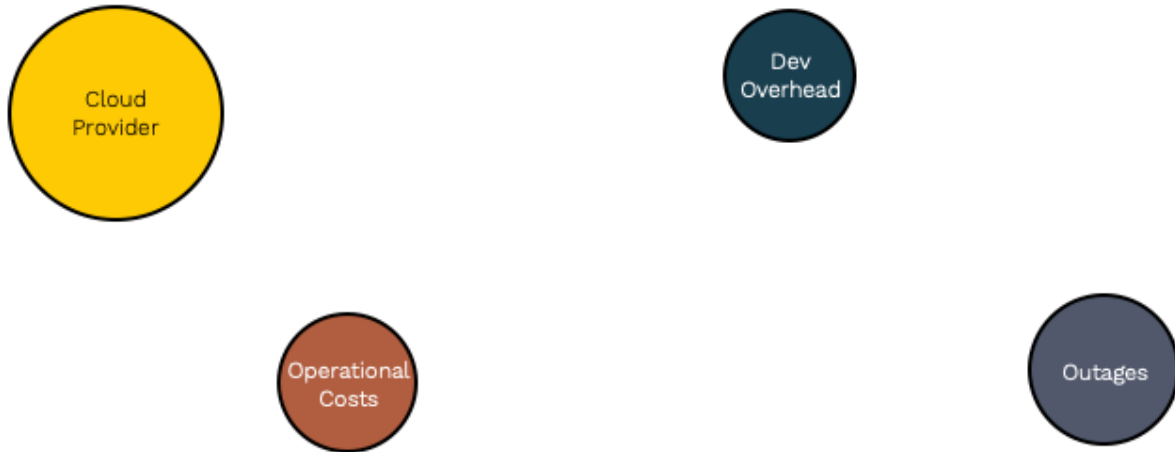 Cloud
Provider
Dev
Overhead
Operational
Costs
Outages